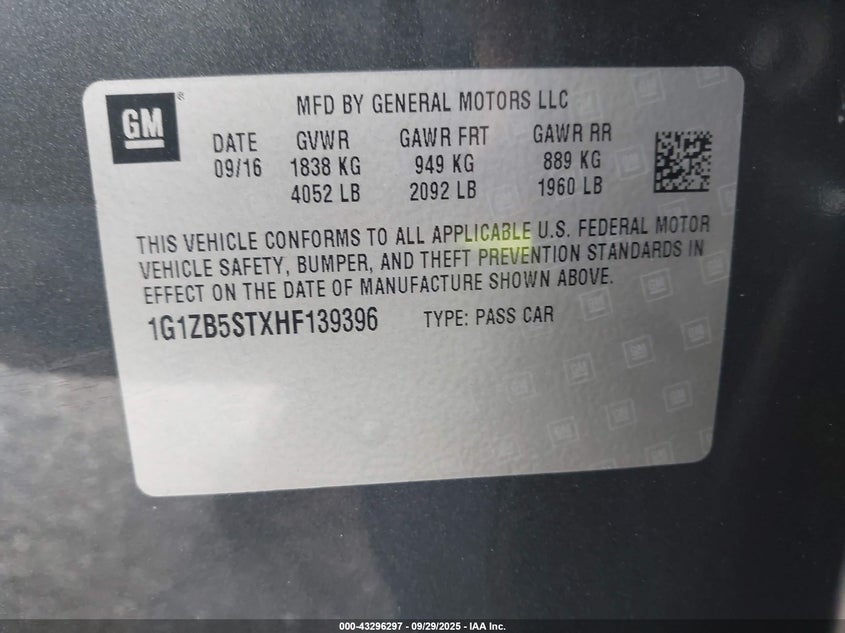 GM®
MFD BY GENERAL MOTORS LLC
DATE GVWR GAWR FRT GAWR RR
09/16 1838 KG 949 KG 889 KG
4052 LB 2092 LB 1960 LB
THIS VEHICLE CONFORMS TO ALL APPLICABLE U.S. FEDERAL MOTOR
VEHICLE SAFETY, BUMPER, AND THEFT PREVENTION STANDARDS IN
EFFECT ON THE DATE OF MANUFACTURE SHOWN ABOVE.
1G1ZB5STXHF139396 TYPE: PASS CAR
000-43296297 - 09/29/2025 - IAA Inc.